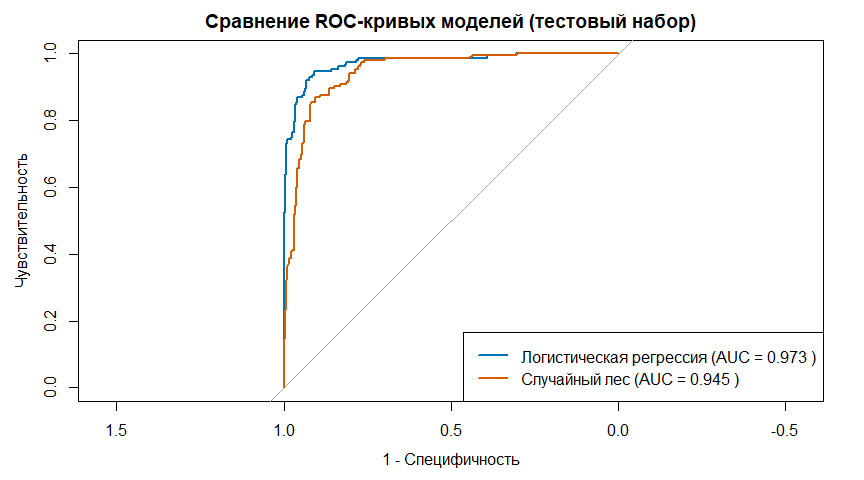 Сравнение ROC-кривых моделей (тестовый набор)
Чувствительность
1.0
0.8
0.6
0.4
0.2
0.0
Логистическая регрессия (AUC = 0.973 )
Случайный лес (AUC = 0.945 )
1.5 1.0 0.5 0.0 -0.5
1 - Специфичность